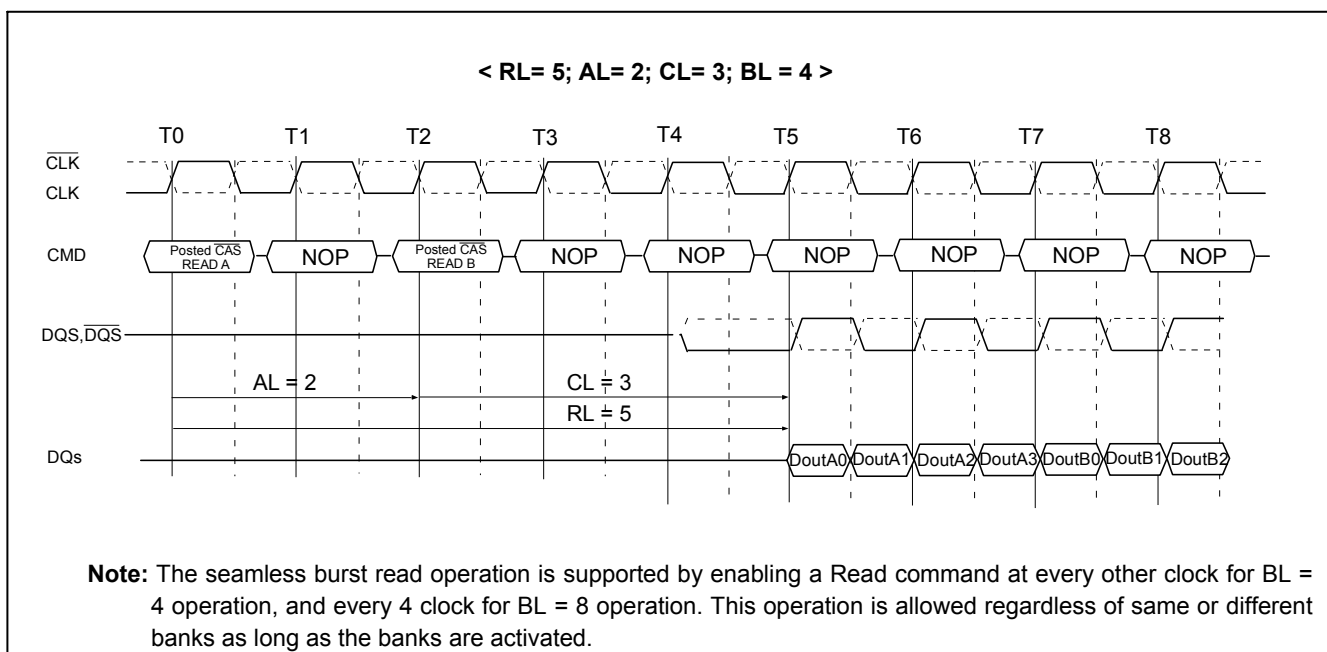 < RL= 5; AL= 2; CL= 3; BL = 4 >
T0 T1 T2 T3 T4 T5 T6 T7 T8
C̅L̅K̅
CLK
CMD
Posted C̅A̅S̅
READ A
NOP
Posted C̅A̅S̅
READ B
NOP
NOP
NOP
NOP
NOP
NOP
DQS,D̅Q̅S̅
AL = 2
CL = 3
RL = 5
DQs
DoutA0 DoutA1 DoutA2 DoutA3 DoutB0 DoutB1 DoutB2
Note: The seamless burst read operation is supported by enabling a Read command at every other clock for BL =
4 operation, and every 4 clock for BL = 8 operation. This operation is allowed regardless of same or different
banks as long as the banks are activated.